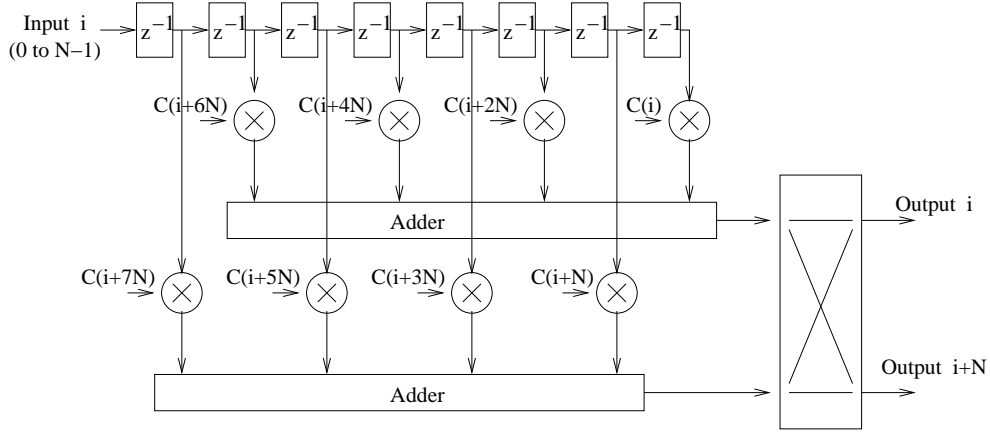 Input i
(0 to N−1)
z−1 z−1 z−1 z−1 z−1 z−1 z−1 z−1
C(i+6N) C(i+4N) C(i+2N) C(i)
Adder
Output i
C(i+7N) C(i+5N) C(i+3N) C(i+N)
Output i+N
Adder